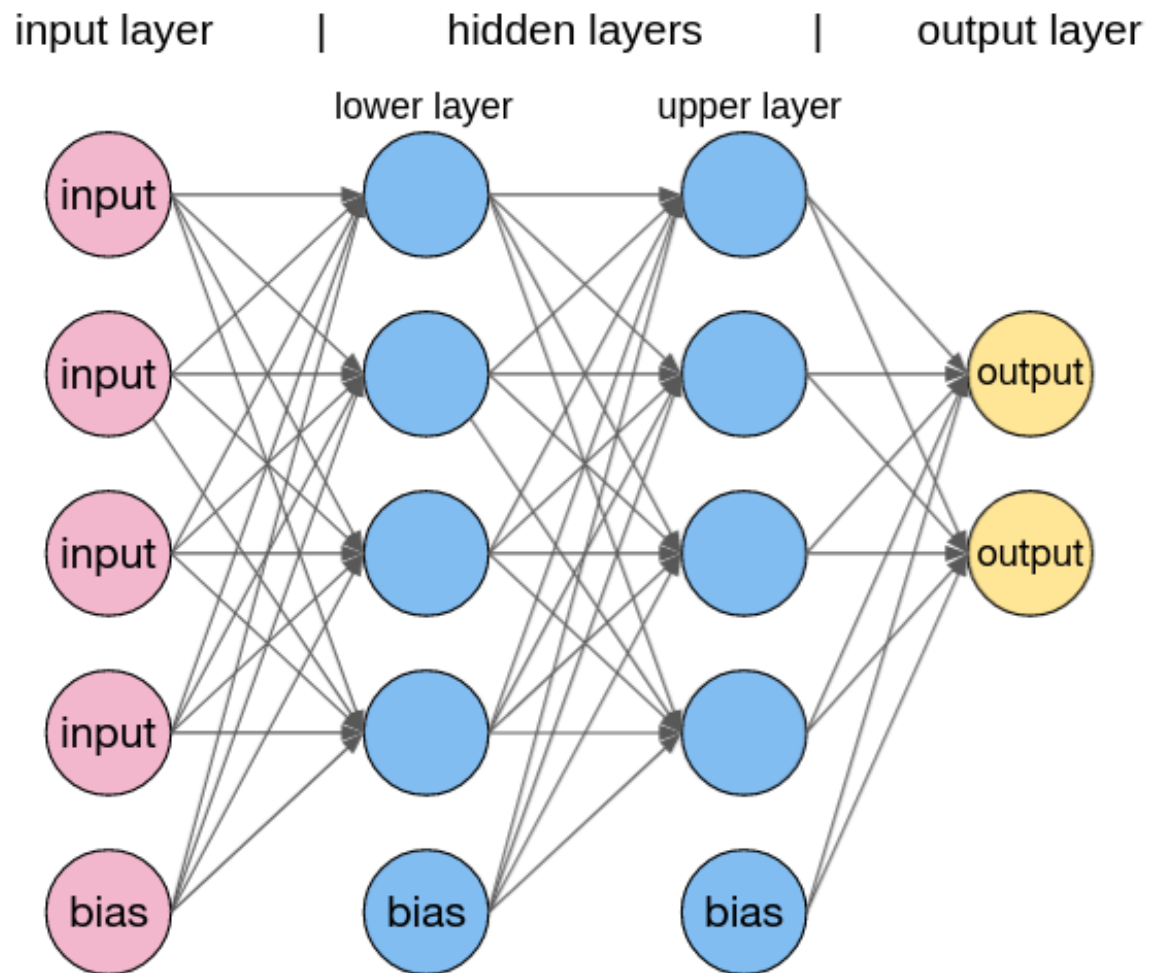 input layer | hidden layers | output layer
lower layer upper layer
input
input output
input output
input
bias bias bias